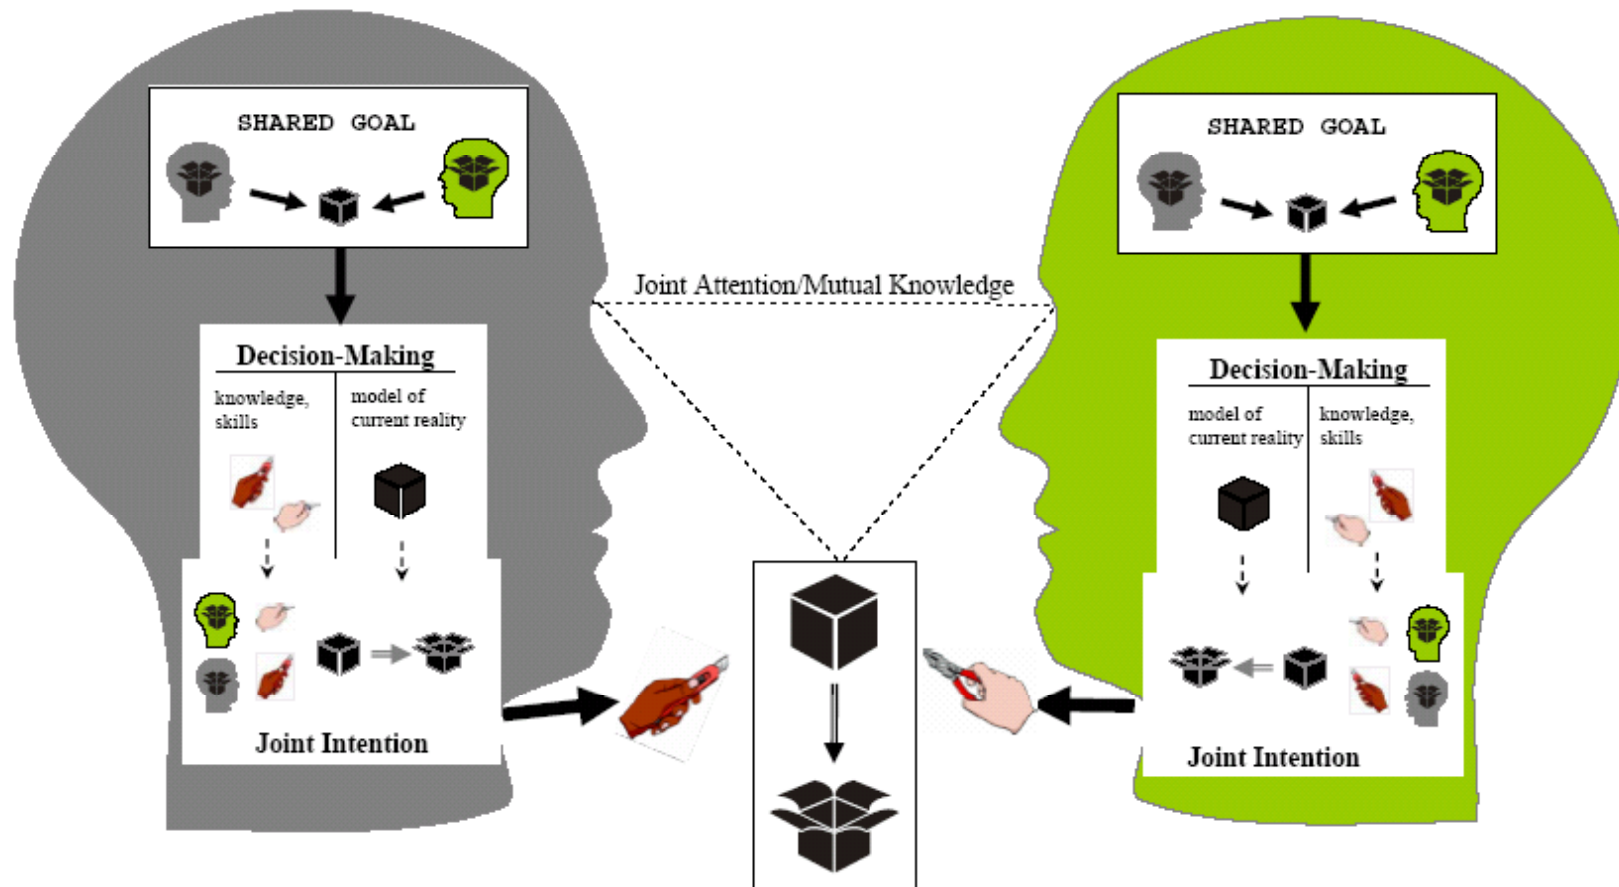 SHARED GOAL
Decision-Making
knowledge,
skills
model of
current reality
Joint Intention
Joint Attention/Mutual Knowledge
SHARED GOAL
Decision-Making
model of
current reality
knowledge,
skills
Joint Intention